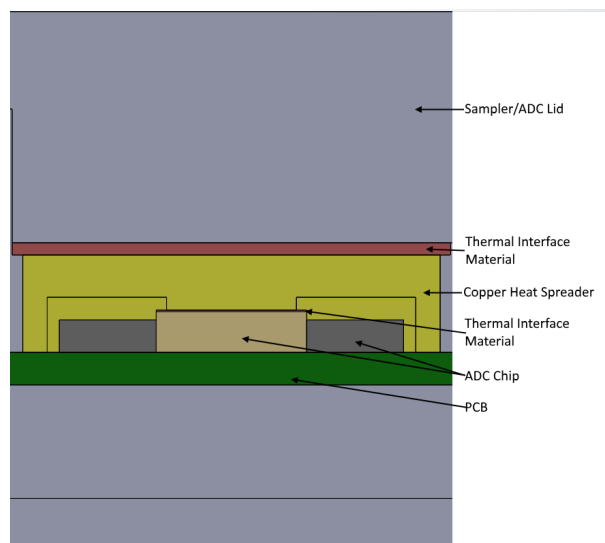 Sampler/ADC Lid
Thermal Interface
Material
Copper Heat Spreader
Thermal Interface
Material
ADC Chip
PCB